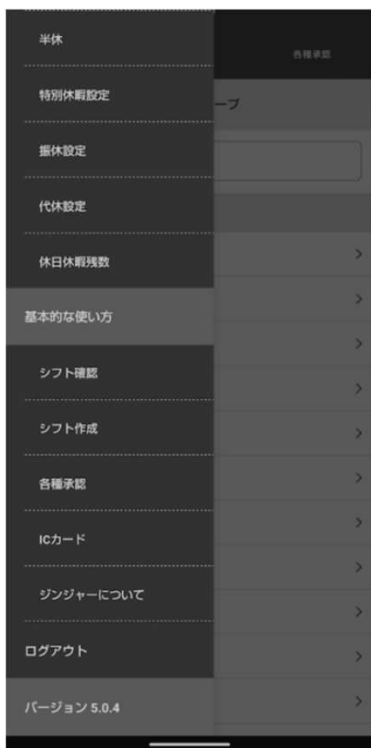 半休
各種承認
特別休暇設定
ープ
振休設定
代休設定
休日休暇残数
基本的な使い方
シフト確認
シフト作成
各種承認
ICカード
ジンジャーについて
ログアウト
バージョン 5.0.4